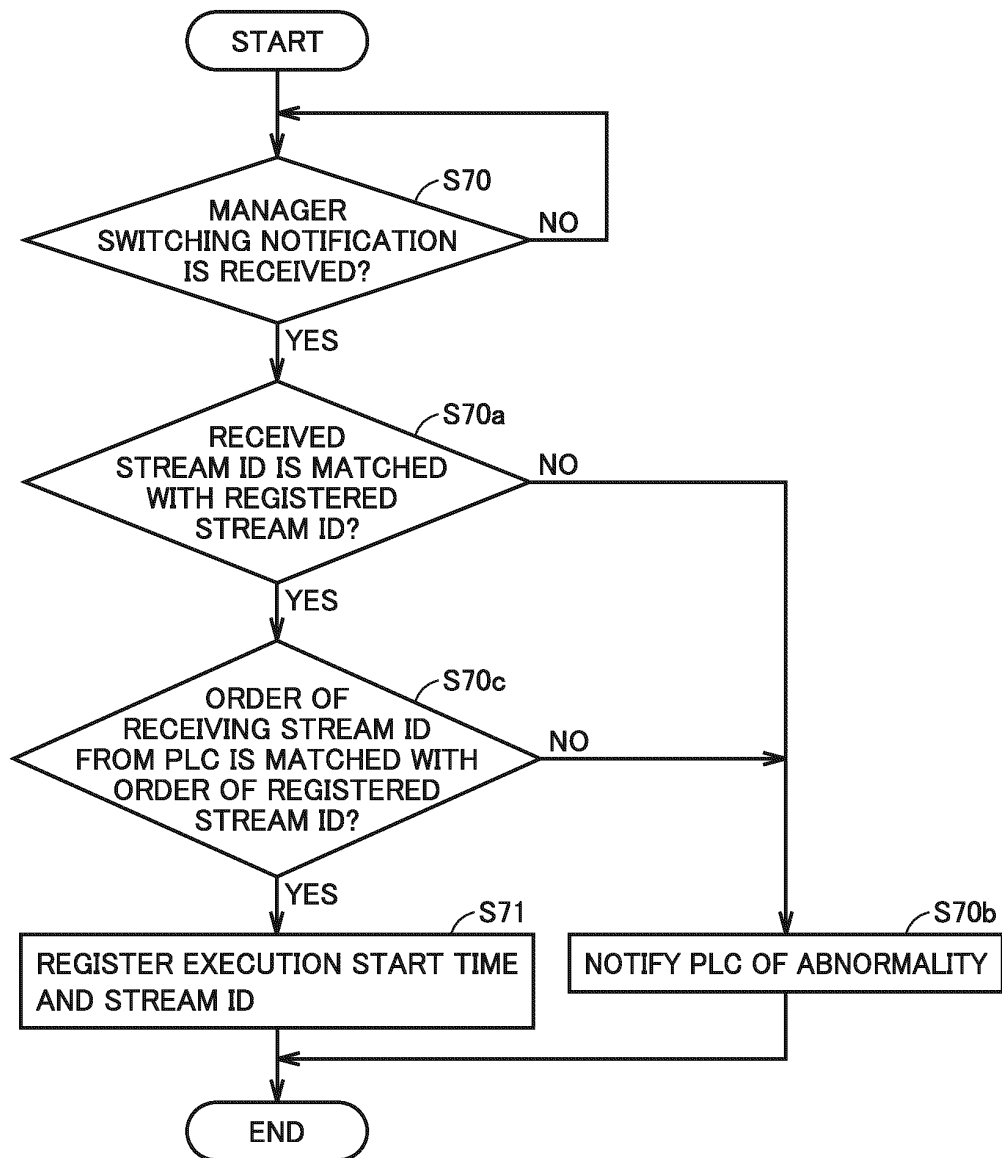 START
S70
MANAGER
SWITCHING NOTIFICATION
IS RECEIVED?
NO
YES
S70a
RECEIVED
STREAM ID IS MATCHED
WITH REGISTERED
STREAM ID?
NO
YES
S70c
ORDER OF
RECEIVING STREAM ID
FROM PLC IS MATCHED WITH
ORDER OF REGISTERED
STREAM ID?
NO
YES
S71
REGISTER EXECUTION START TIME
AND STREAM ID
S70b
NOTIFY PLC OF ABNORMALITY
END